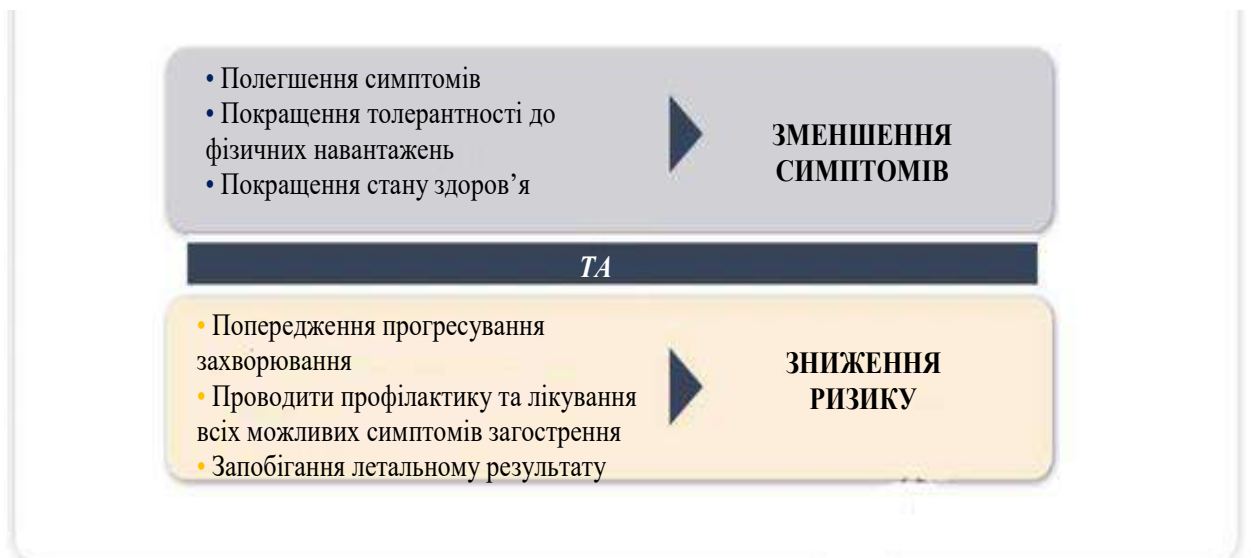 • Полегшення симптомів
• Покращення толерантності до
фізичних навантажень
• Покращення стану здоров’я
ЗМЕНШЕННЯ
СИМПТОМІВ
ТА
• Попередження прогресування
захворювання
• Проводити профілактику та лікування
всіх можливих симптомів загострення
• Запобігання летальному результату
ЗНИЖЕННЯ
РИЗИКУ